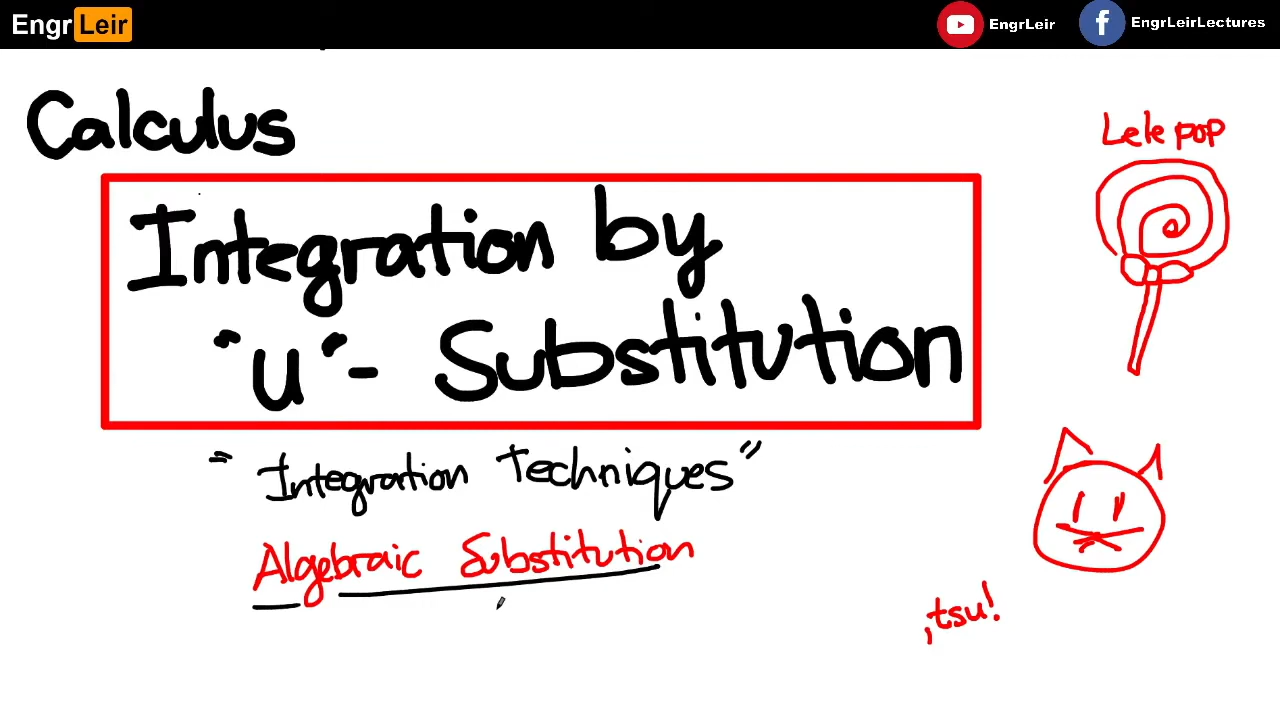 EngrLeir
EngrLeir
EngrLeirLectures
Calculus
Lele pop
Integration by
"u"- Substitution
"Integration Techniques"
Algebraic Substitution
,tsu!